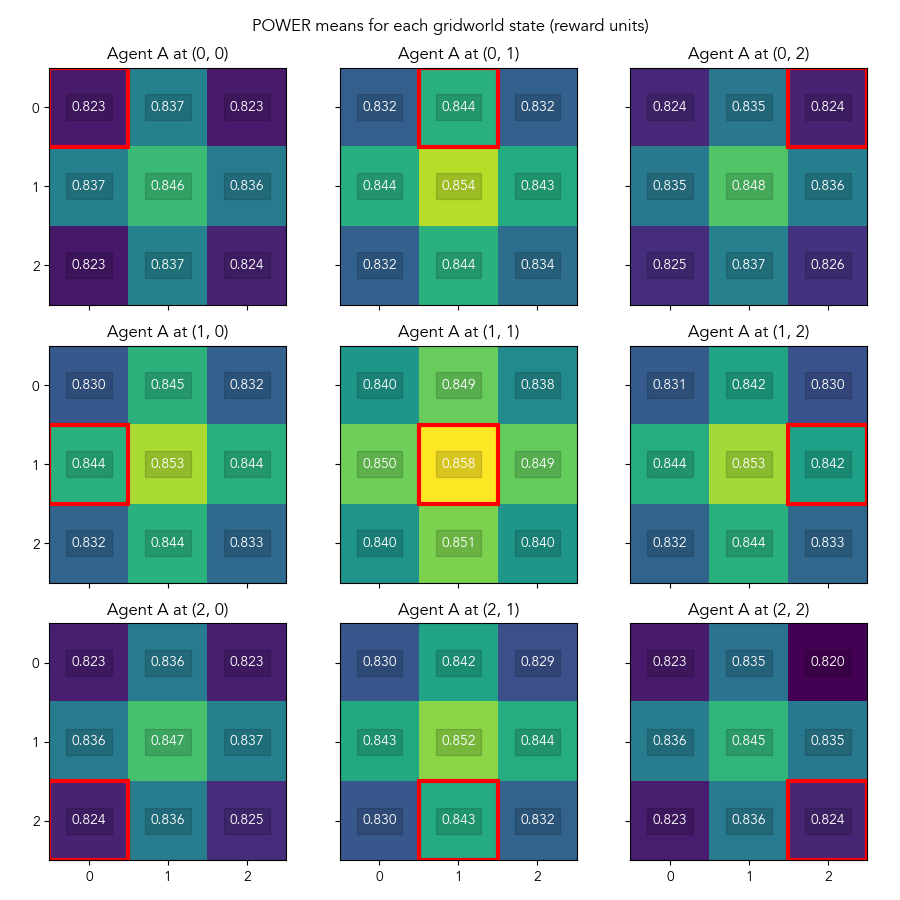 POWER means for each gridworld state (reward units)
Agent A at (0, 0) Agent A at (0, 1) Agent A at (0, 2)
0 0.823 0.837 0.823 0.832 0.844 0.832 0.824 0.835 0.824
1 0.837 0.846 0.836 0.844 0.854 0.843 0.835 0.848 0.836
2 0.823 0.837 0.824 0.832 0.844 0.834 0.825 0.837 0.826
Agent A at (1, 0) Agent A at (1, 1) Agent A at (1, 2)
0 0.830 0.845 0.832 0.840 0.849 0.838 0.831 0.842 0.830
1 0.844 0.853 0.844 0.850 0.858 0.849 0.844 0.853 0.842
2 0.832 0.844 0.833 0.840 0.851 0.840 0.832 0.844 0.833
Agent A at (2, 0) Agent A at (2, 1) Agent A at (2, 2)
0 0.823 0.836 0.823 0.830 0.842 0.829 0.823 0.835 0.820
1 0.836 0.847 0.837 0.843 0.852 0.844 0.836 0.845 0.835
2 0.824 0.836 0.825 0.830 0.843 0.832 0.823 0.836 0.824
0 1 2 0 1 2 0 1 2